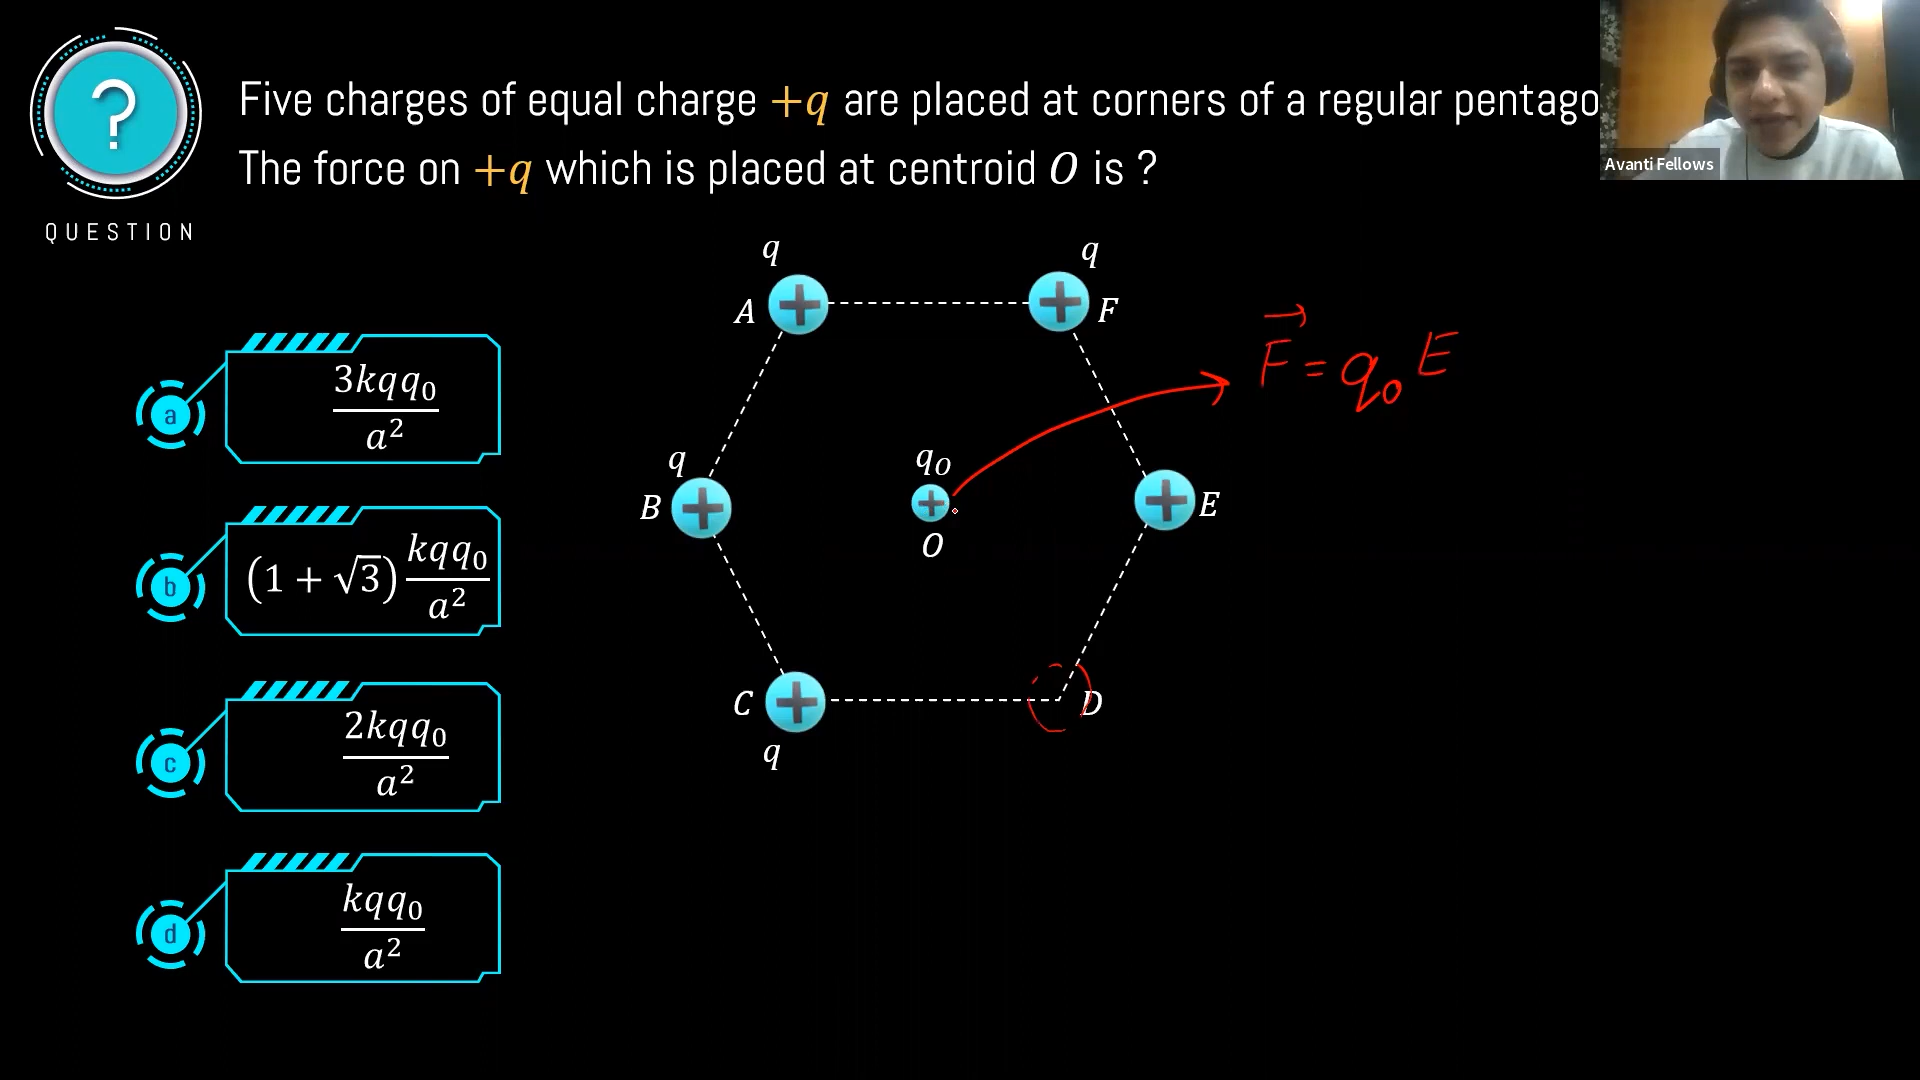 Five charges of equal charge +q are placed at corners of a regular pentago
The force on +q which is placed at centroid O is ?
Avanti Fellows
?
QUESTION
q
q
A
F
a
3kqq₀/a²
F⃗ = q₀ E
q
B
q_O
O
E
b
(1 + √3) kqq₀/a²
c
2kqq₀/a²
C
D
q
d
kqq₀/a²